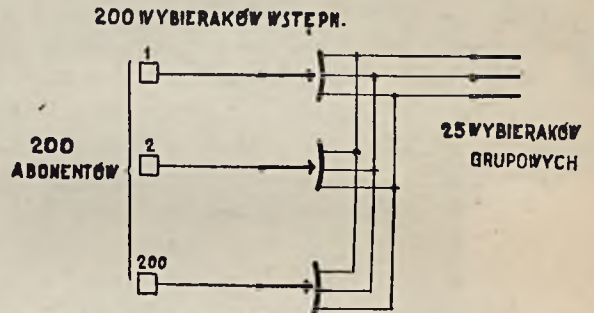 200 WYBIERAKÓW WSTĘPN.
1
2
200
ABONENTÓW
25 WYBIERAKÓW
GRUPOWYCH
200